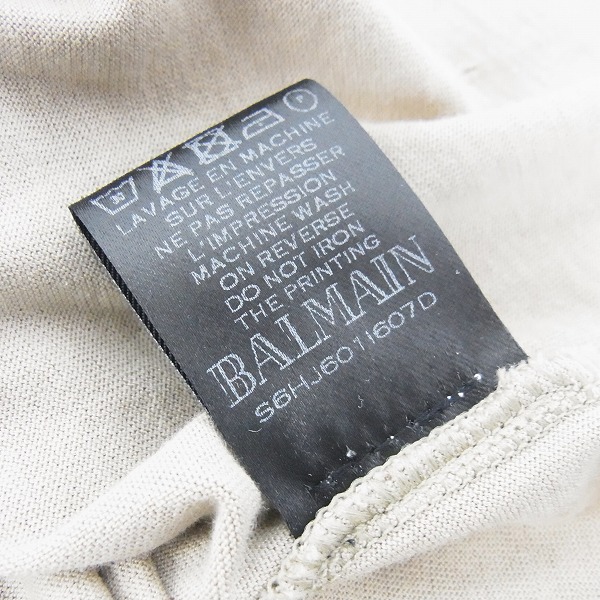 LAVAGE EN MACHINE
SUR L'ENVERS
NE PAS REPASSER
L'IMPRESSION
MACHINE WASH
ON REVERSE
DO NOT IRON
THE PRINTING
BALMAIN
S6HJ6011607D